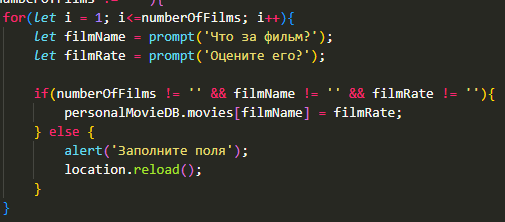 for(let i = 1; i<=numberOfFilms; i++){
let filmName = prompt('Что за фильм?');
let filmRate = prompt('Оцените его?');
if(numberOfFilms != '' && filmName != '' && filmRate != ''){
personalMovieDB.movies[filmName] = filmRate;
} else {
alert('Заполните поля');
location.reload();
}
}